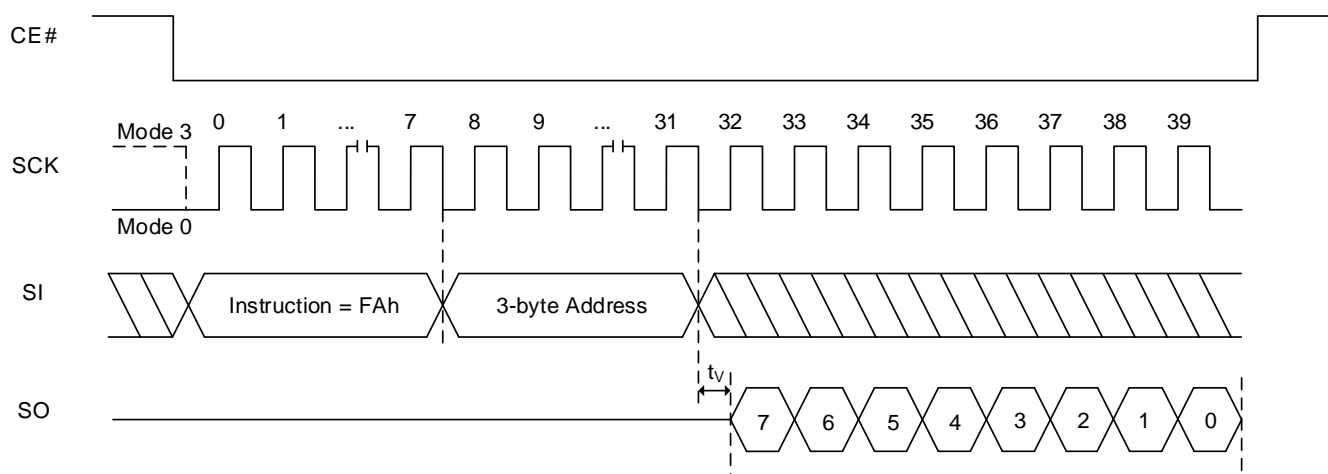 CE#
0 1 ... 7 8 9 ... 31 32 33 34 35 36 37 38 39
Mode 3
SCK
Mode 0
SI
Instruction = FAh
3-byte Address
tV
SO
7 6 5 4 3 2 1 0